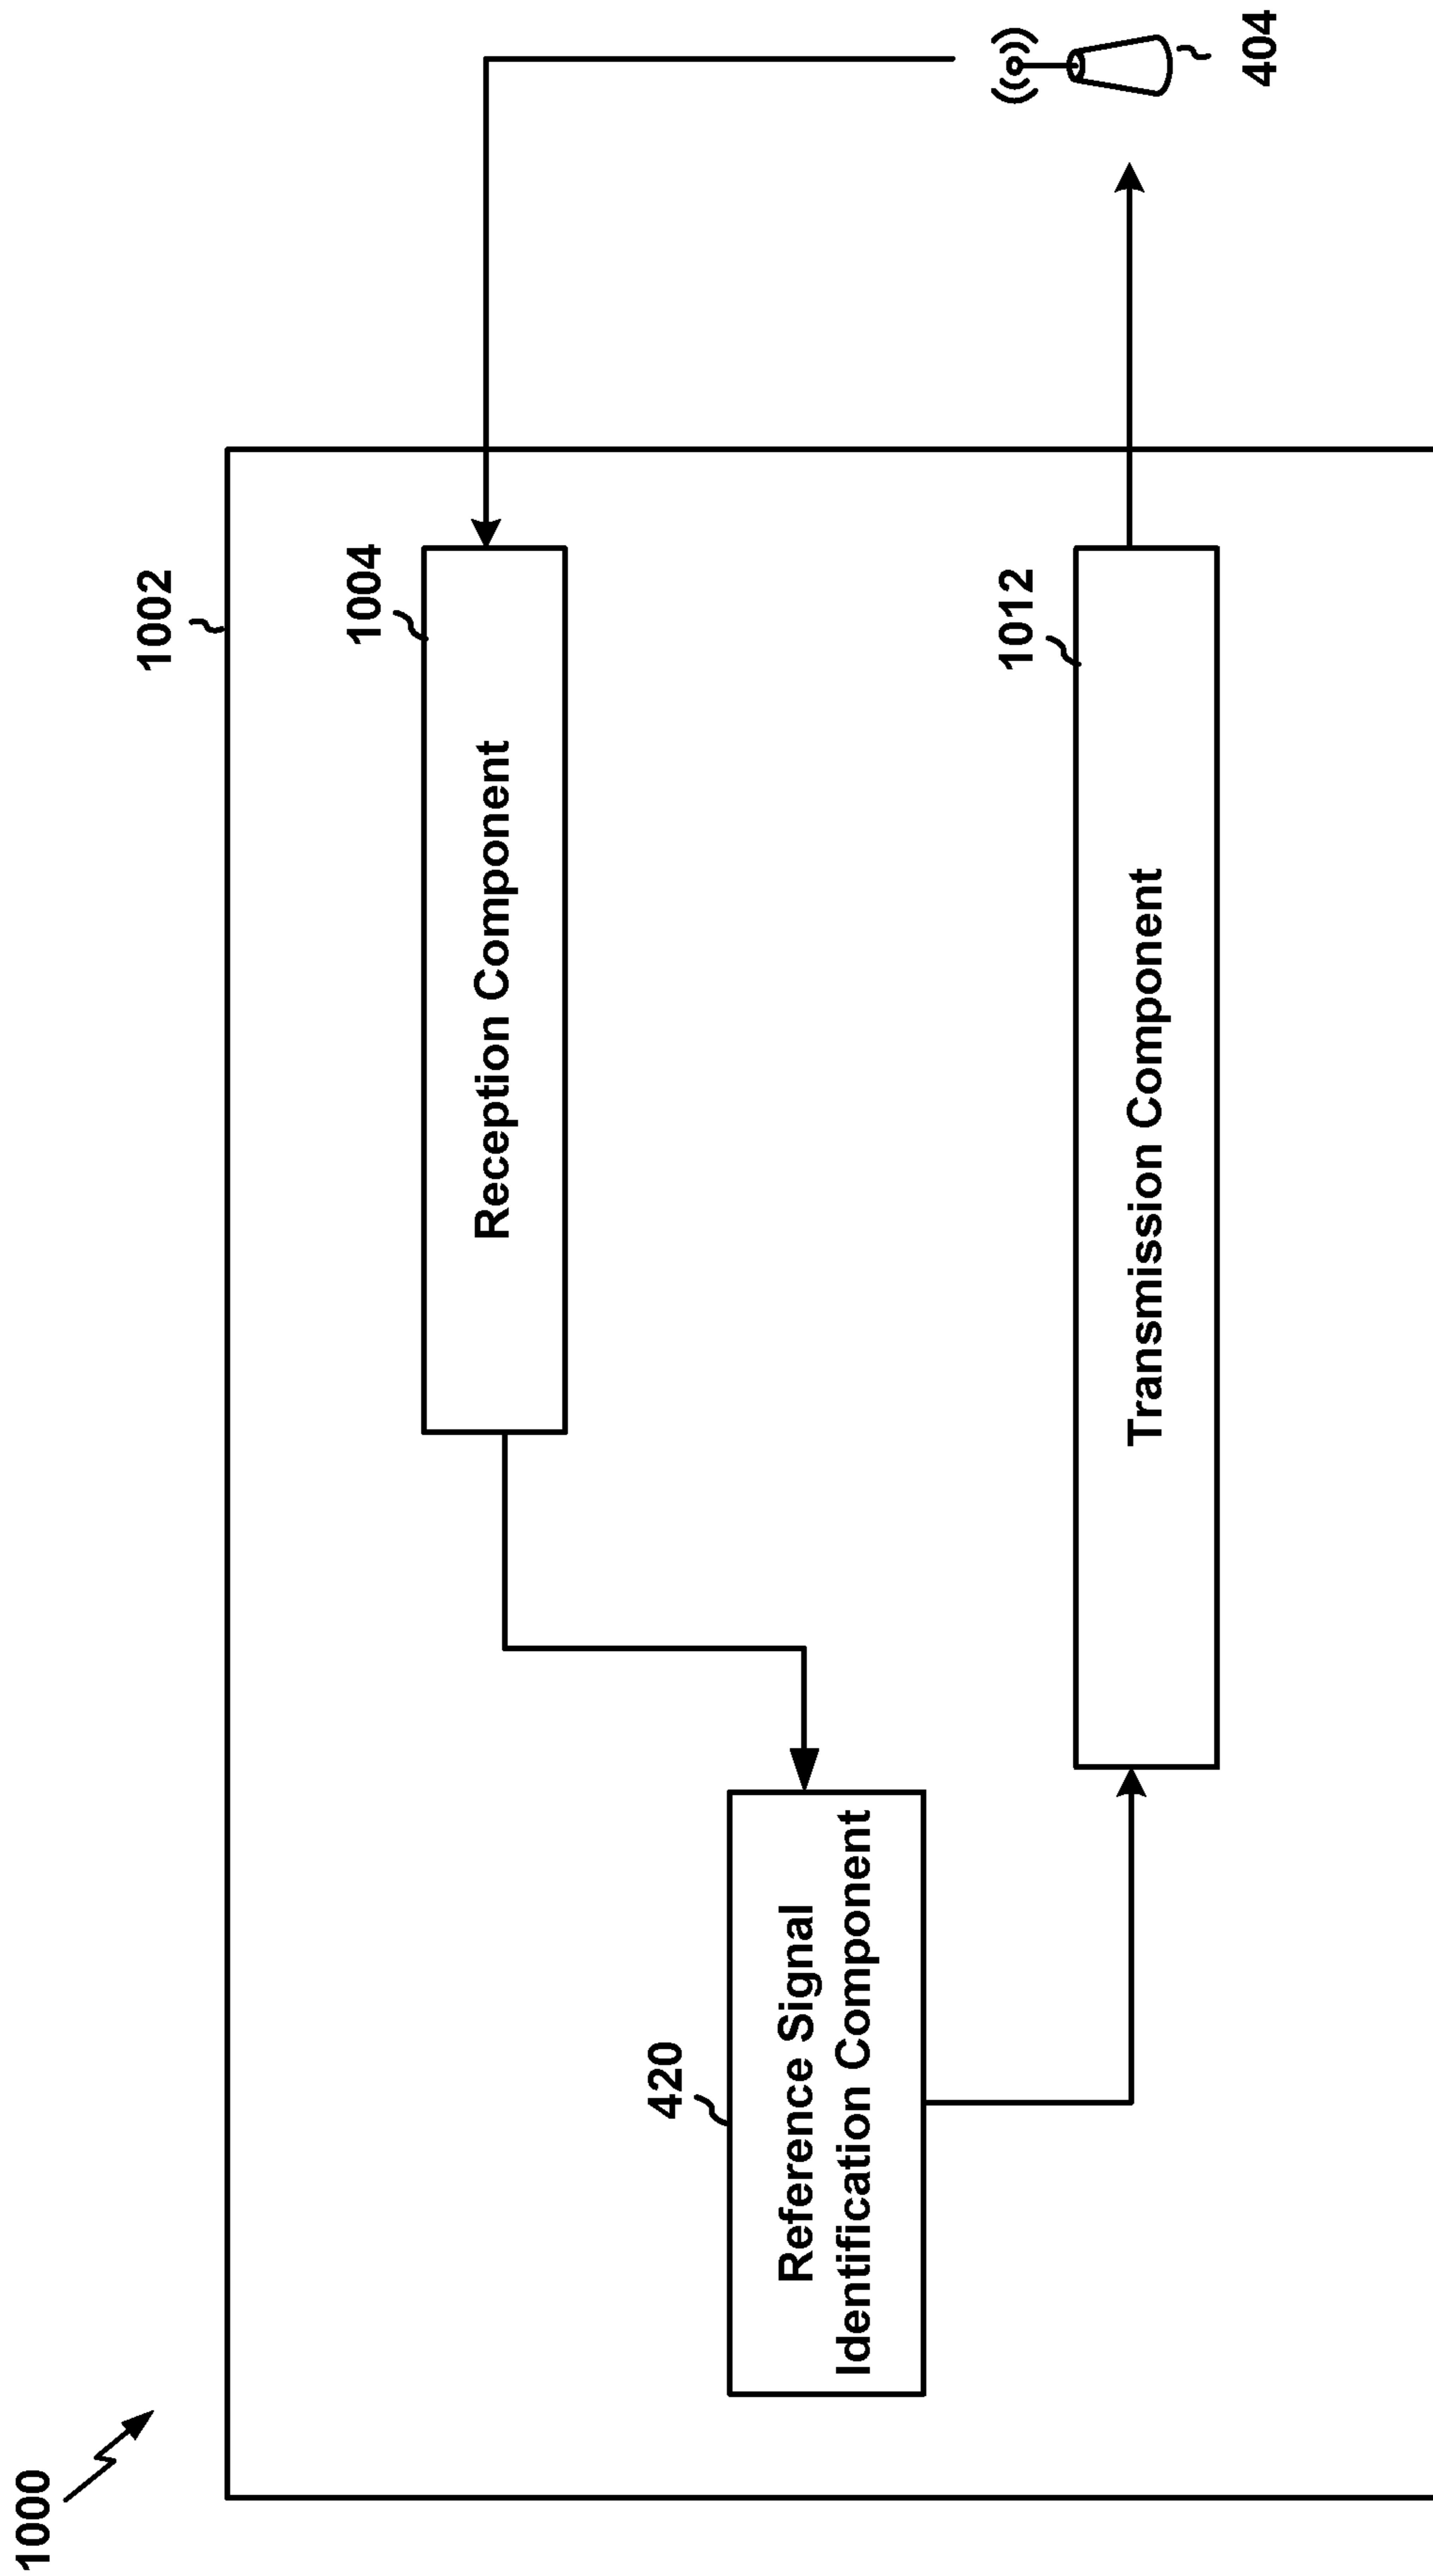 1000
1002
1004
Reception Component
420
Reference Signal
Identification Component
1012
Transmission Component
404